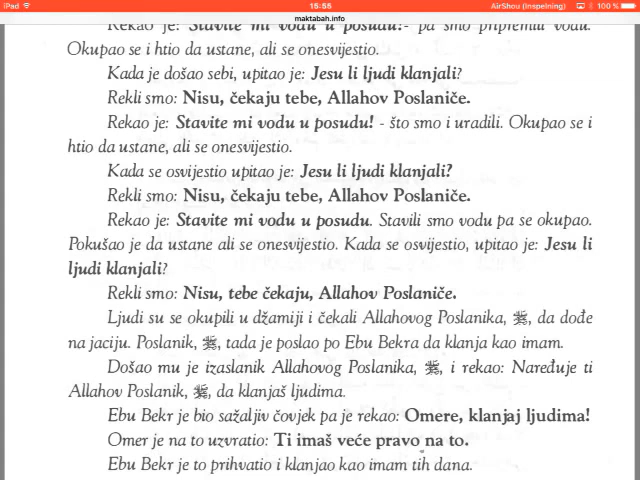 iPad 15:55 AirShou (Inspelning) 100 %
maktabah.info
Rekao je: Stavite mi vodu u posudu!- pa smo pripremili vodu.
Okupao se i htio da ustane, ali se onesvijestio.
Kada je došao sebi, upitao je: Jesu li ljudi klanjali?
Rekli smo: Nisu, čekaju tebe, Allahov Poslaniče.
Rekao je: Stavite mi vodu u posudu! - što smo i uradili. Okupao se i
htio da ustane, ali se onesvijestio.
Kada se osvijestio upitao je: Jesu li ljudi klanjali?
Rekli smo: Nisu, čekaju tebe, Allahov Poslaniče.
Rekao je: Stavite mi vodu u posudu. Stavili smo vodu pa se okupao.
Pokušao je da ustane ali se onesvijestio. Kada se osvijestio, upitao je: Jesu li
ljudi klanjali?
Rekli smo: Nisu, tebe čekaju, Allahov Poslaniče.
Ljudi su se okupili u džamiji i čekali Allahovog Poslanika, ﷺ, da dođe
na jaciju. Poslanik, ﷺ, tada je poslao po Ebu Bekra da klanja kao imam.
Došao mu je izaslanik Allahovog Poslanika, ﷺ, i rekao: Naređuje ti
Allahov Poslanik, ﷺ, da klanjaš ljudima.
Ebu Bekr je bio sažaljiv čovjek pa je rekao: Omere, klanjaj ljudima!
Omer je na to uzvratio: Ti imaš veće pravo na to.
Ebu Bekr je to prihvatio i klanjao kao imam tih dana.